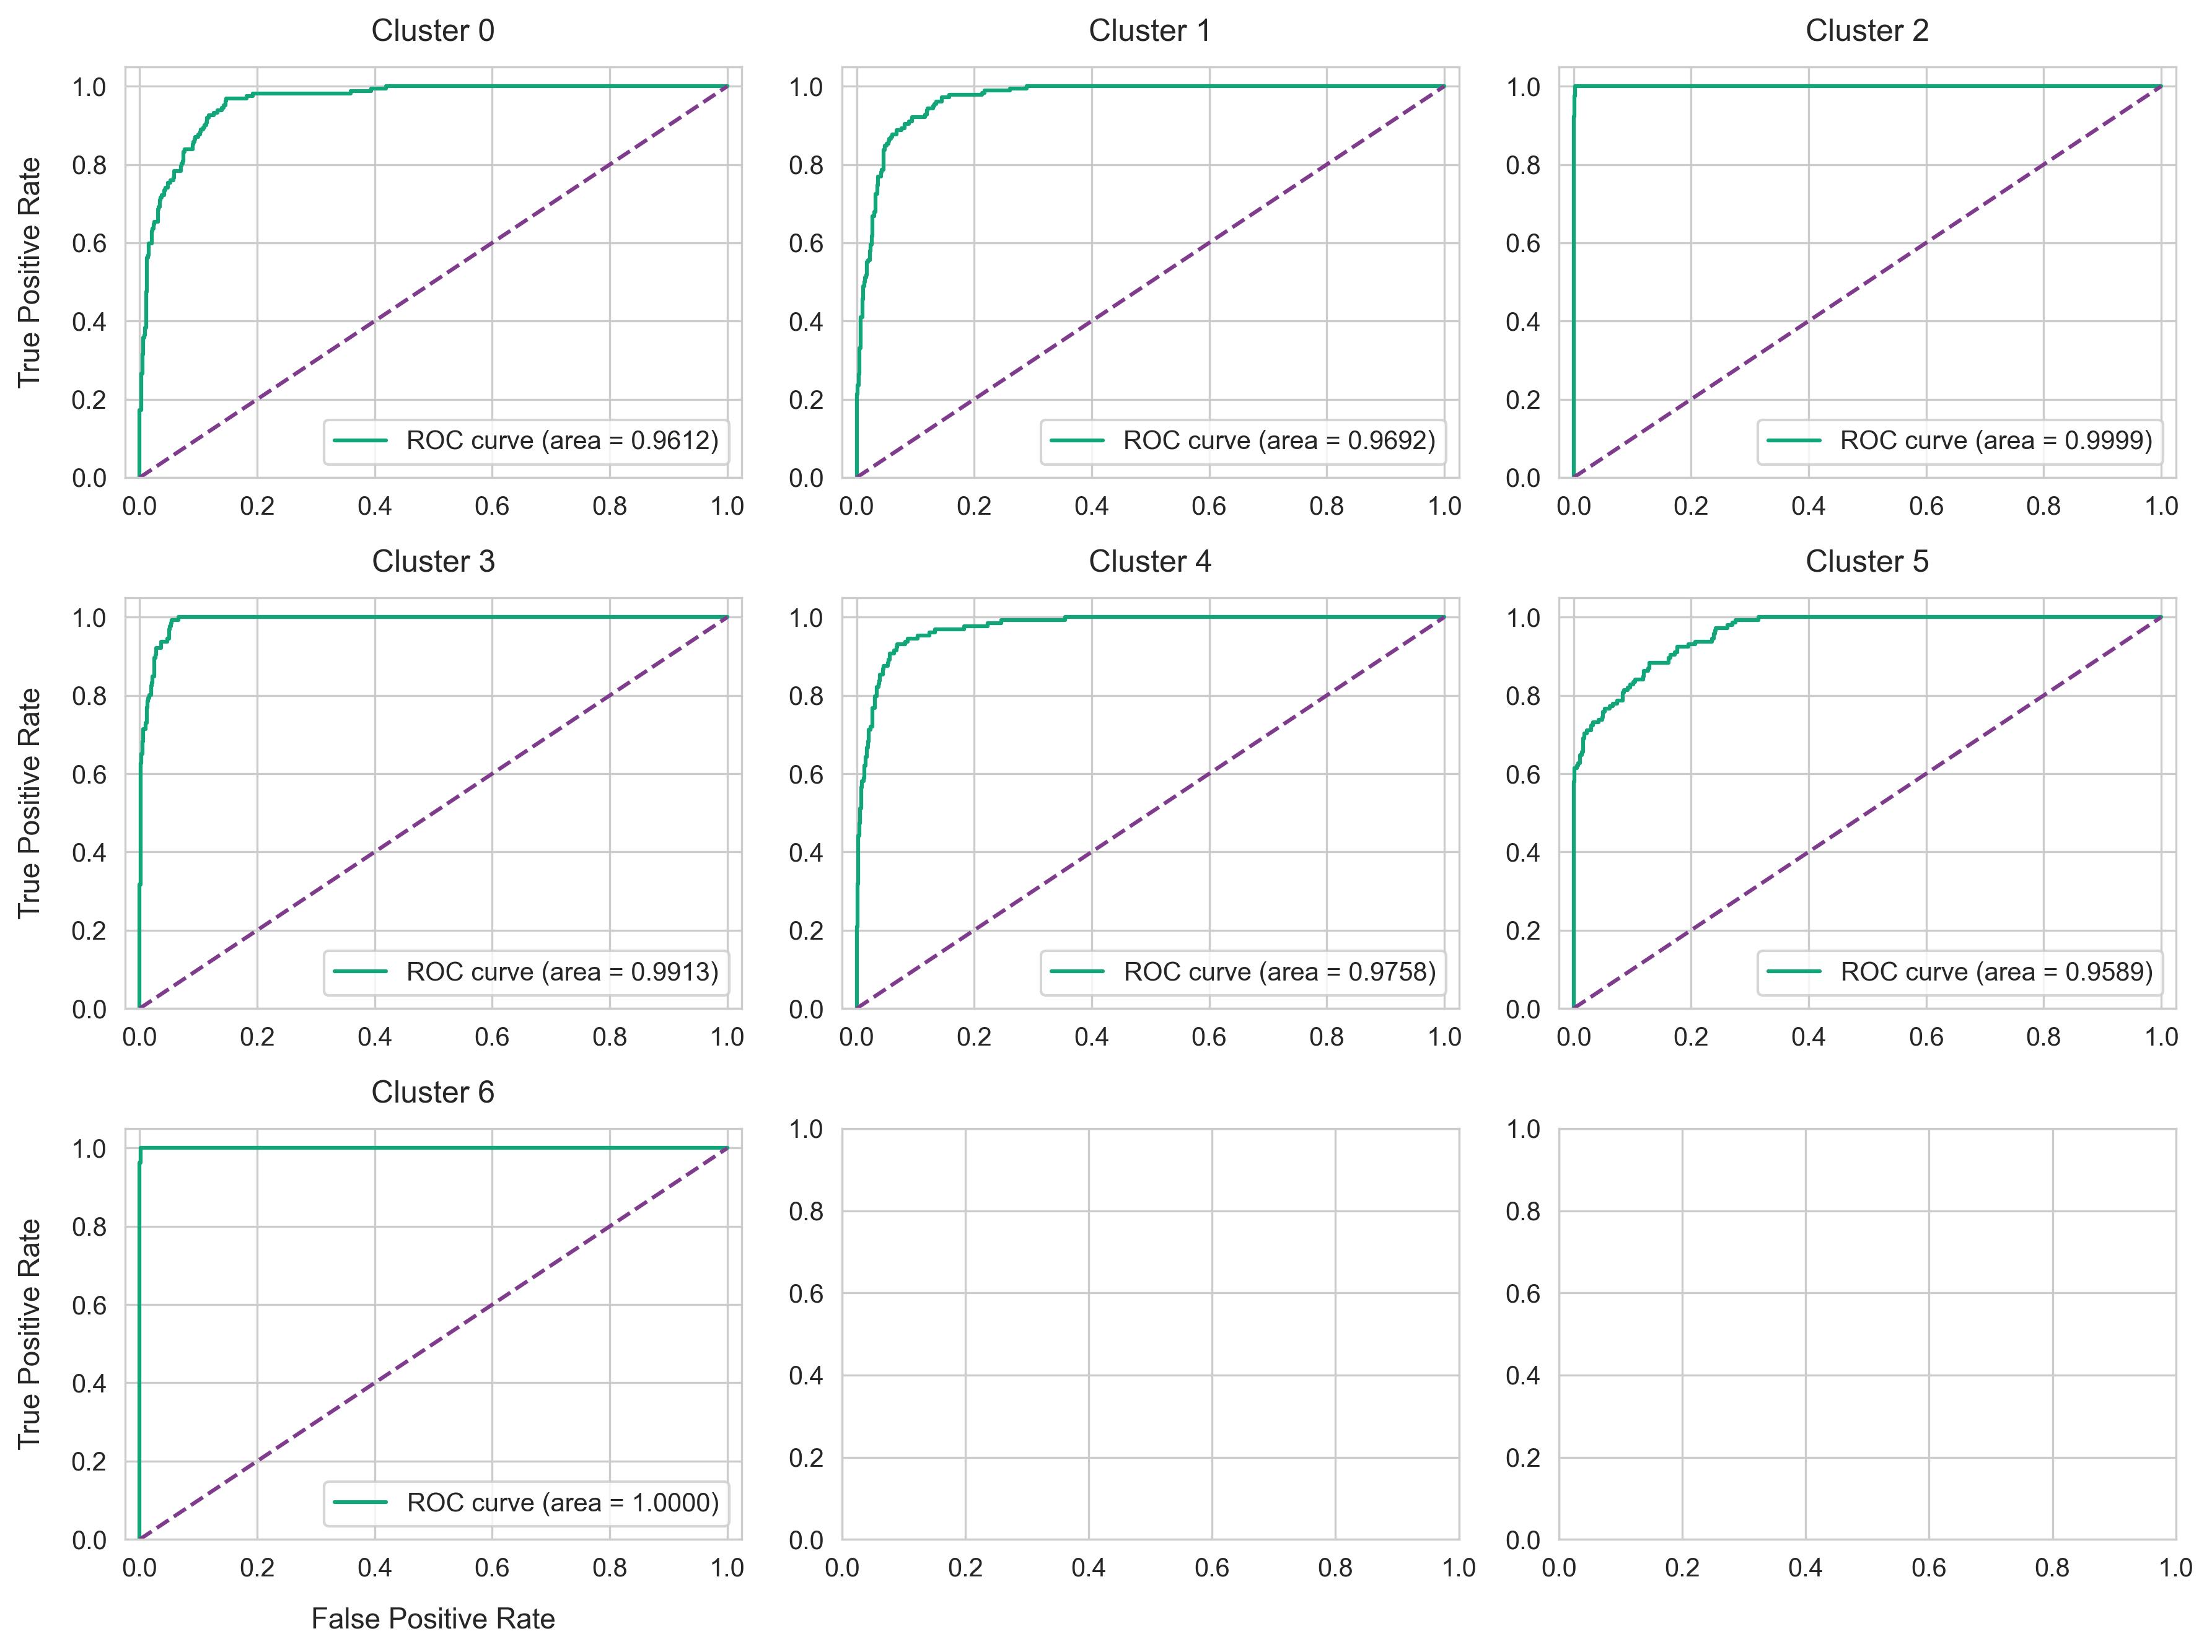 Cluster 0
1.0
0.8
0.6
0.4
0.2
0.0
True Positive Rate
ROC curve (area = 0.9612)
0.0 0.2 0.4 0.6 0.8 1.0
Cluster 1
1.0
0.8
0.6
0.4
0.2
0.0
ROC curve (area = 0.9692)
0.0 0.2 0.4 0.6 0.8 1.0
Cluster 2
1.0
0.8
0.6
0.4
0.2
0.0
ROC curve (area = 0.9999)
0.0 0.2 0.4 0.6 0.8 1.0
Cluster 3
1.0
0.8
0.6
0.4
0.2
0.0
True Positive Rate
ROC curve (area = 0.9913)
0.0 0.2 0.4 0.6 0.8 1.0
Cluster 4
1.0
0.8
0.6
0.4
0.2
0.0
ROC curve (area = 0.9758)
0.0 0.2 0.4 0.6 0.8 1.0
Cluster 5
1.0
0.8
0.6
0.4
0.2
0.0
ROC curve (area = 0.9589)
0.0 0.2 0.4 0.6 0.8 1.0
Cluster 6
1.0
0.8
0.6
0.4
0.2
0.0
True Positive Rate
ROC curve (area = 1.0000)
0.0 0.2 0.4 0.6 0.8 1.0
False Positive Rate
1.0
0.8
0.6
0.4
0.2
0.0
0.0 0.2 0.4 0.6 0.8 1.0
1.0
0.8
0.6
0.4
0.2
0.0
0.0 0.2 0.4 0.6 0.8 1.0